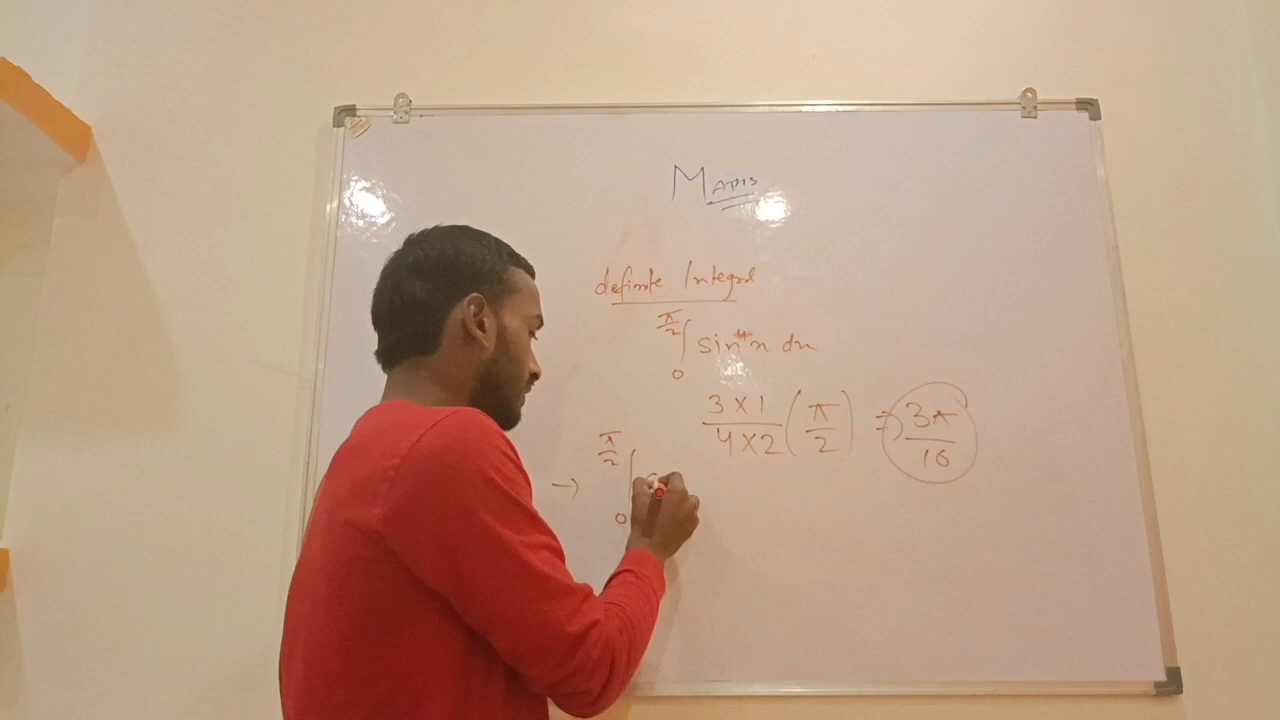 MATHS
definite Integral
π/2 ∫ 0 sin⁴x dx
3×1/4×2 (π/2) ⇒ 3π/16
→ π/2 ∫ 0